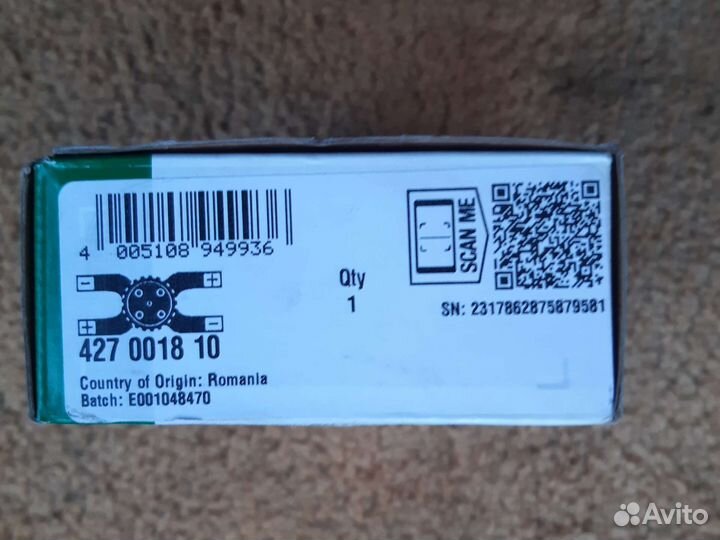 4 005108 949936
Qty
1
SCAN ME
SN: 2317862875879581
427 0018 10
Country of Origin: Romania
Batch: E001048470
Avito